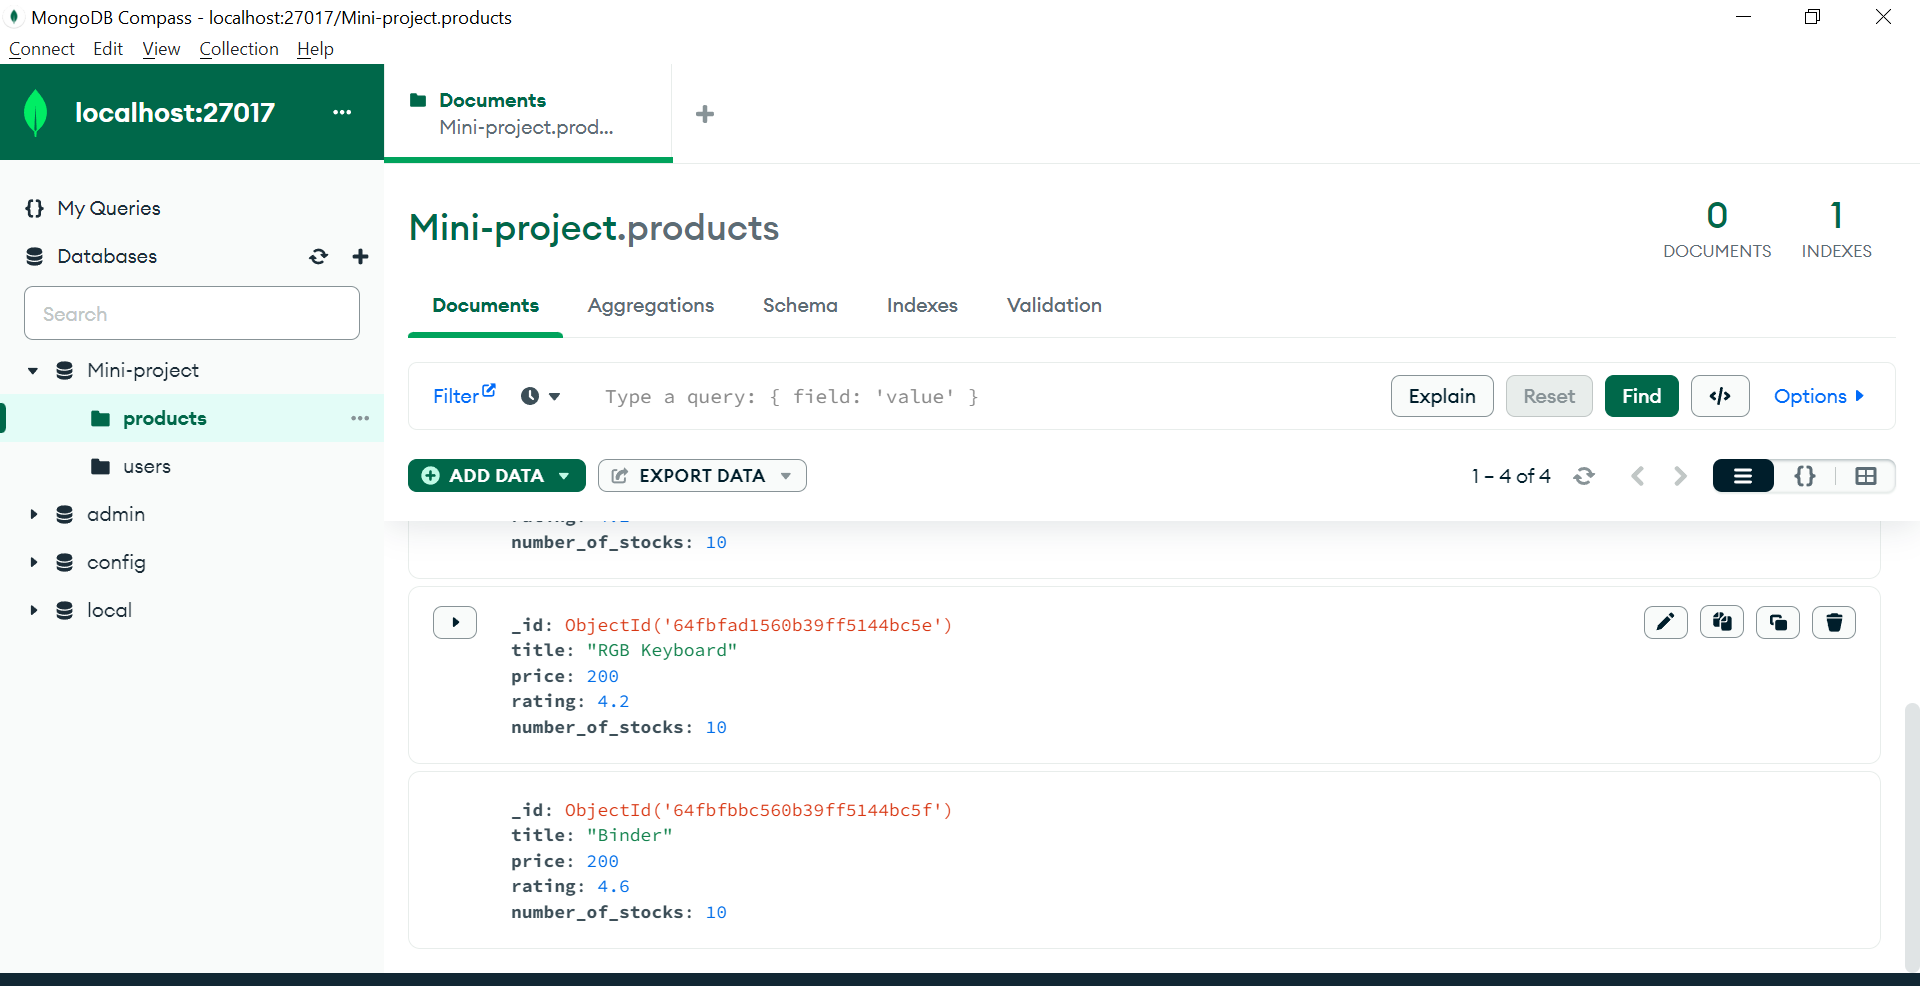 MongoDB Compass - localhost:27017/Mini-project.products
Connect Edit View Collection Help
localhost:27017 ...
My Queries
Databases
Search
Mini-project
products ...
users
admin
config
local
Documents
Mini-project.prod...
Mini-project.products
0
DOCUMENTS
1
INDEXES
Documents Aggregations Schema Indexes Validation
Filter Type a query: { field: 'value' } Explain Reset Find </> Options
ADD DATA EXPORT DATA 1 – 4 of 4 {}
number_of_stocks: 10
_id: ObjectId('64fbfad1560b39ff5144bc5e')
title: "RGB Keyboard"
price: 200
rating: 4.2
number_of_stocks: 10
_id: ObjectId('64fbfbbc560b39ff5144bc5f')
title: "Binder"
price: 200
rating: 4.6
number_of_stocks: 10